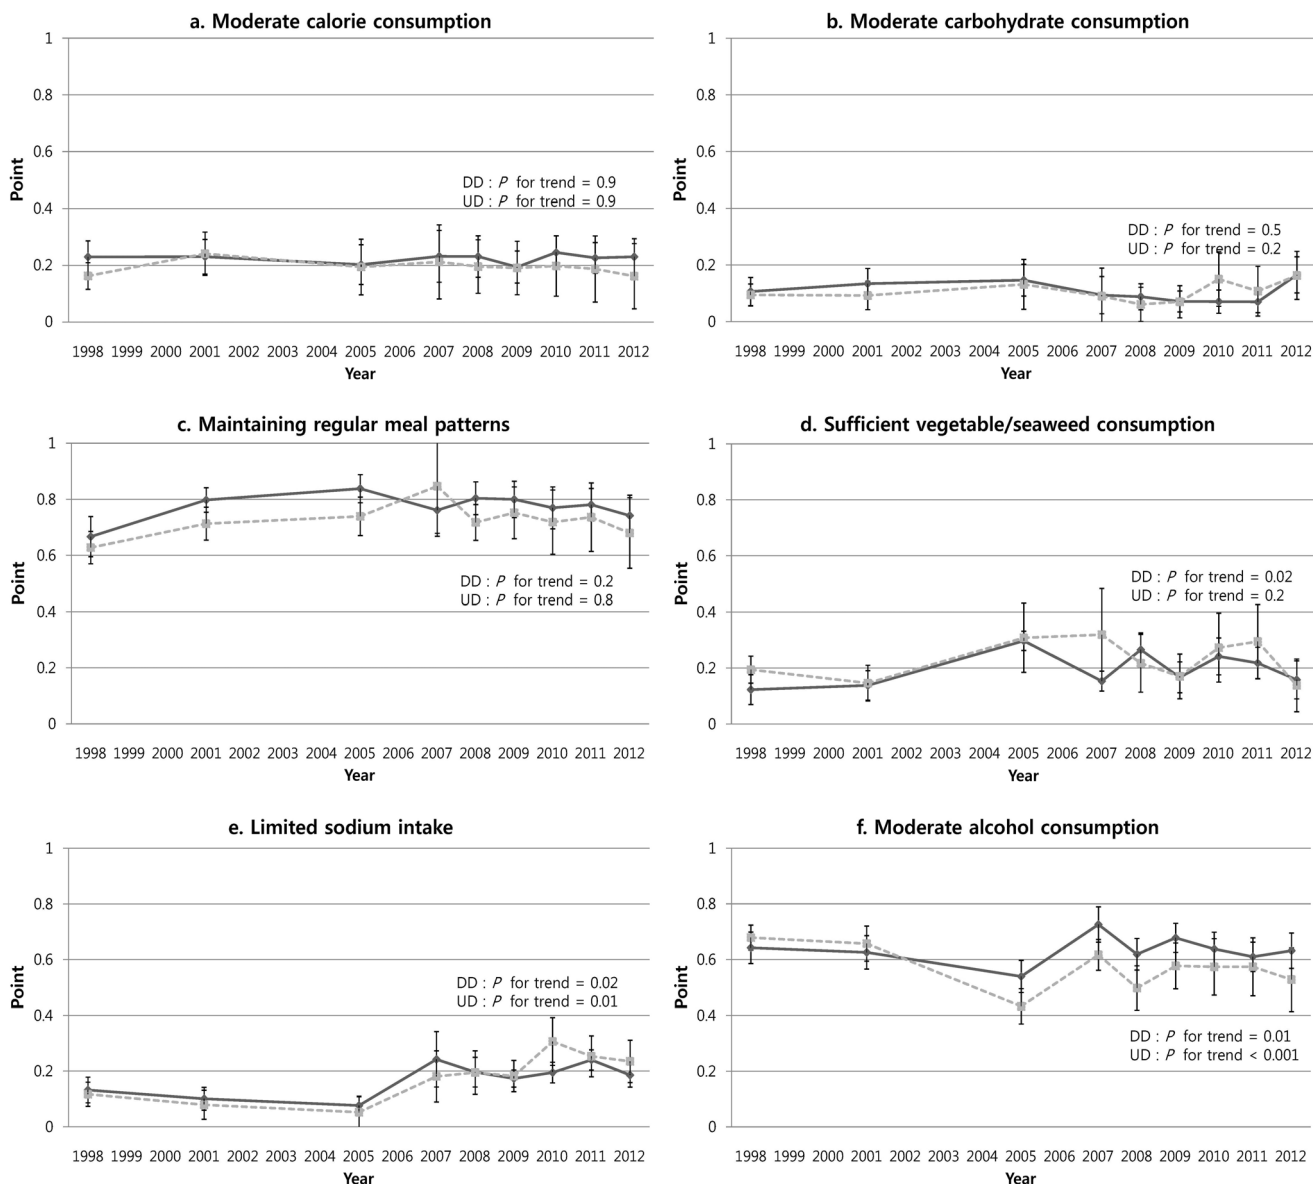 a. Moderate calorie consumption
1
0.8
0.6
0.4
0.2
0
Point
DD : P for trend = 0.9
UD : P for trend = 0.9
1998 1999 2000 2001 2002 2003 2005 2006 2007 2008 2009 2010 2011 2012
Year
b. Moderate carbohydrate consumption
1
0.8
0.6
0.4
0.2
0
Point
DD : P for trend = 0.5
UD : P for trend = 0.2
1998 1999 2000 2001 2002 2003 2005 2006 2007 2008 2009 2010 2011 2012
Year
c. Maintaining regular meal patterns
1
0.8
0.6
0.4
0.2
0
Point
DD : P for trend = 0.2
UD : P for trend = 0.8
1998 1999 2000 2001 2002 2003 2004 2005 2006 2007 2008 2009 2010 2011 2012
Year
d. Sufficient vegetable/seaweed consumption
1
0.8
0.6
0.4
0.2
0
Point
DD : P for trend = 0.02
UD : P for trend = 0.2
1998 1999 2000 2001 2002 2003 2004 2005 2006 2007 2008 2009 2010 2011 2012
Year
e. Limited sodium intake
1
0.8
0.6
0.4
0.2
0
Point
DD : P for trend = 0.02
UD : P for trend = 0.01
1998 1999 2000 2001 2002 2003 2004 2005 2006 2007 2008 2009 2010 2011 2012
Year
f. Moderate alcohol consumption
1
0.8
0.6
0.4
0.2
0
Point
DD : P for trend = 0.01
UD : P for trend < 0.001
1998 1999 2000 2001 2002 2003 2004 2005 2006 2007 2008 2009 2010 2011 2012
Year